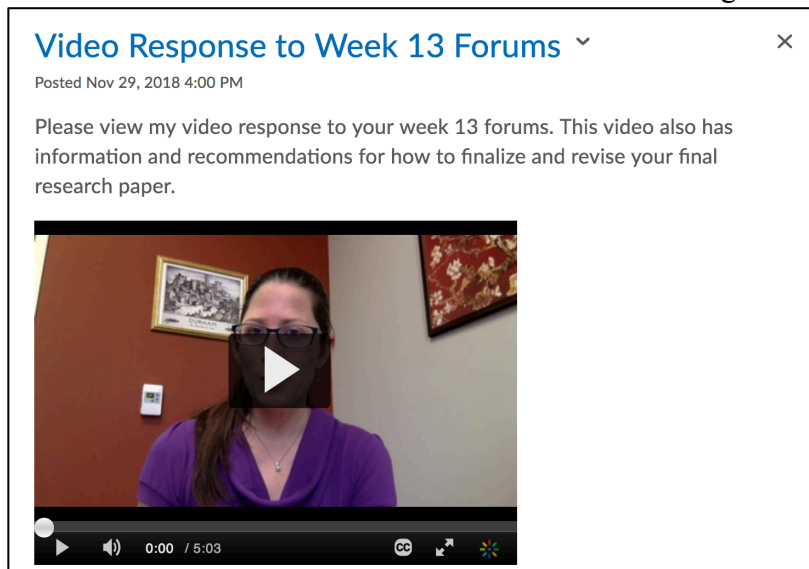 Video Response to Week 13 Forums
Posted Nov 29, 2018 4:00 PM
Please view my video response to your week 13 forums. This video also has
information and recommendations for how to finalize and revise your final
research paper.
DURHAM
0:00 / 5:03
CC